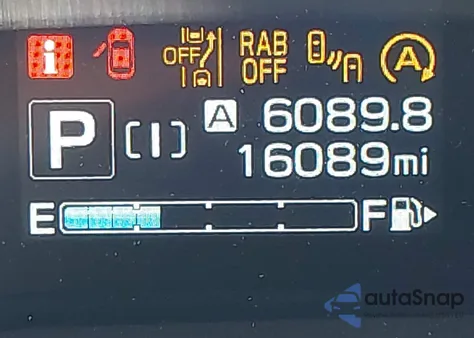 i OFF RAB OFF A
P [I] A 6089.8
16089mi
E F
autoSnap